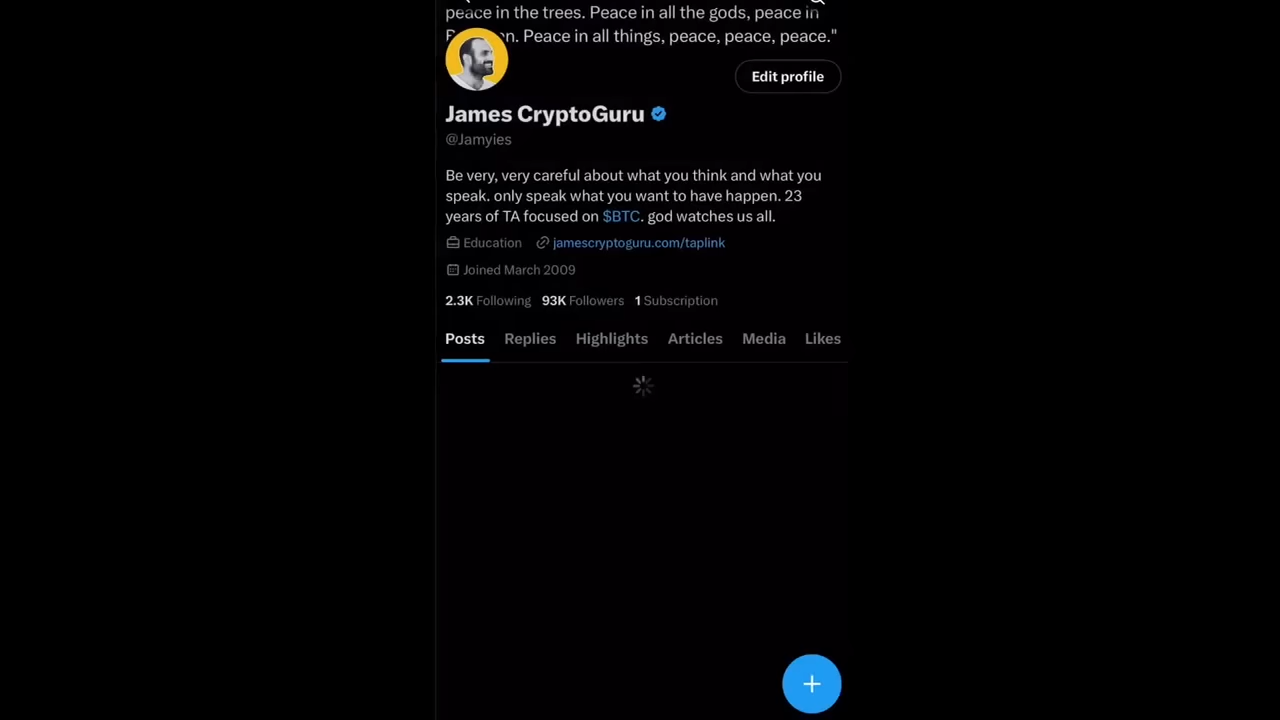 peace in the trees. Peace in all the gods, peace in
Peace in all things, peace, peace, peace."
Edit profile
James CryptoGuru
@Jamyies
Be very, very careful about what you think and what you
speak. only speak what you want to have happen. 23
years of TA focused on $BTC. god watches us all.
Education jamescryptoguru.com/taplink
Joined March 2009
2.3K Following 93K Followers 1 Subscription
Posts Replies Highlights Articles Media Likes